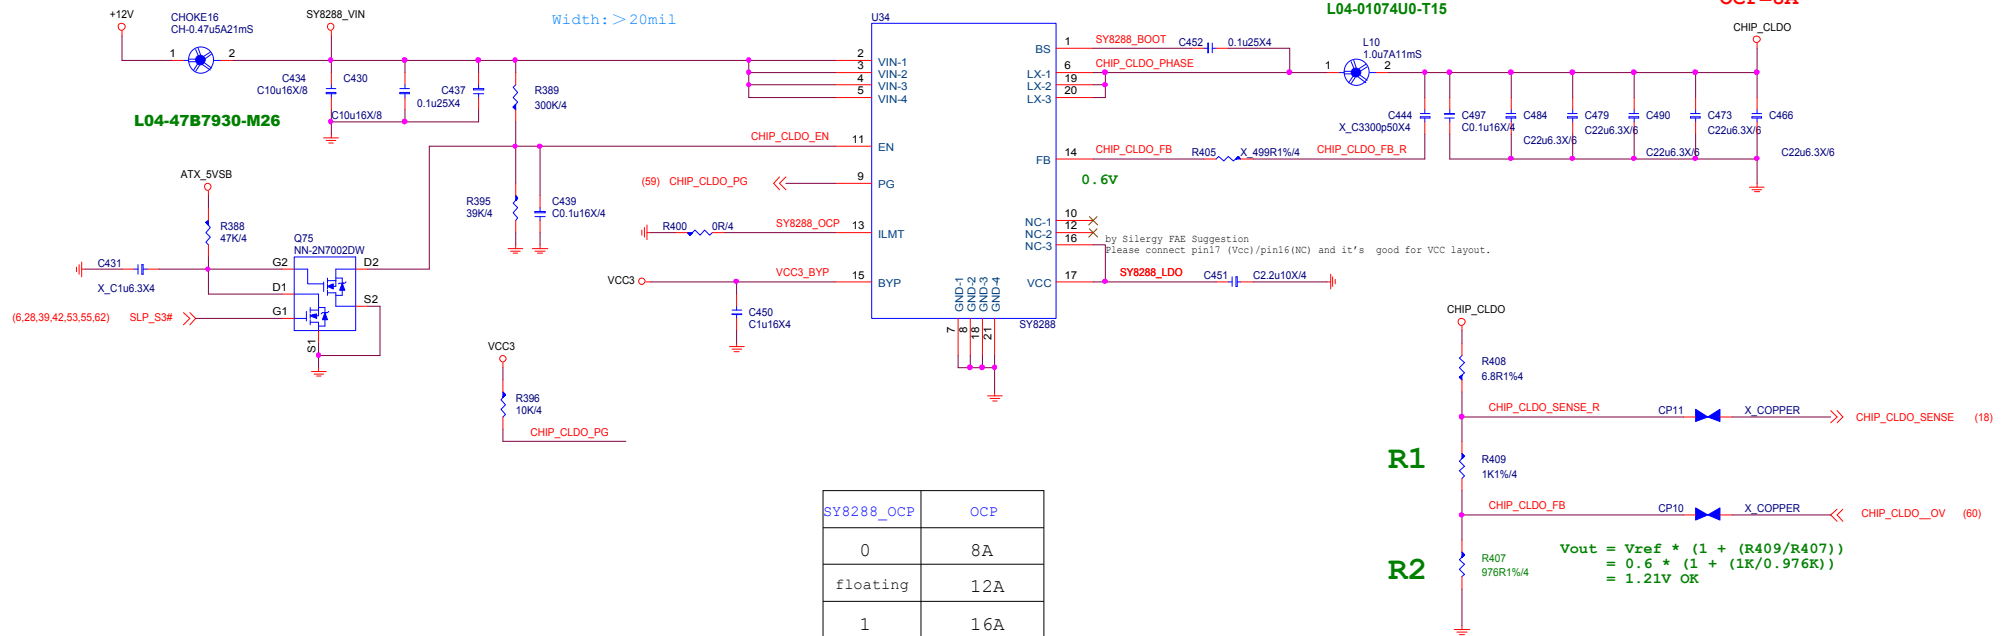 +12V
CHOKE16
CH-0.47u5A21mS
1
2
SY8288_VIN
Width:＞20mil
L04-47B7930-M26
C434
C10u16X/8
C430
C10u16X/8
0.1u25X4
C437
R389
300K/4
U34
VIN-1
VIN-2
VIN-3
VIN-4
2
3
4
5
CHIP_CLDO_EN
11
EN
(59)
CHIP_CLDO_PG
9
PG
R400
0R/4
SY8288_OCP
13
ILMT
VCC3
VCC3_BYP
15
BYP
C450
C1u16X4
R395
39K/4
C439
C0.1u16X/4
ATX_5VSB
R388
47K/4
Q75
NN-2N7002DW
C431
X_C1u6.3X4
G2
D2
D1
S2
G1
S1
(6,28,39,42,53,55,62)
SLP_S3#
VCC3
R396
10K/4
CHIP_CLDO_PG
GND-1
GND-2
GND-3
GND-4
7
8
18
21
SY8288
BS
1
SY8288_BOOT
C452
0.1u25X4
LX-1
LX-2
LX-3
6
19
20
CHIP_CLDO_PHASE
L04-01074U0-T15
L10
1.0u7A11mS
1
2
CHIP_CLDO
C444
X_C3300p50X4
C497
C0.1u16X/4
C484
C22u6.3X/6
C479
C22u6.3X/6
C490
C22u6.3X/6
C473
C22u6.3X/6
C466
C22u6.3X/6
FB
14
CHIP_CLDO_FB
R405
X_499R1%/4
CHIP_CLDO_FB_R
0.6V
NC-1
NC-2
NC-3
10
12
16
by Silergy FAE Suggestion
Please connect pin17 (Vcc)/pin16(NC) and it's  good for VCC layout.
VCC
17
SY8288_LDO
C451
C2.2u10X/4
CHIP_CLDO
R408
6.8R1%4
CHIP_CLDO_SENSE_R
CP11
X_COPPER
CHIP_CLDO_SENSE
(18)
R1
R409
1K1%/4
CHIP_CLDO_FB
CP10
X_COPPER
CHIP_CLDO__OV
(60)
R2
R407
976R1%/4
Vout = Vref * (1 + (R409/R407))
= 0.6 * (1 + (1K/0.976K))
= 1.21V OK
SY8288_OCP OCP
0 8A
floating 12A
1 16A